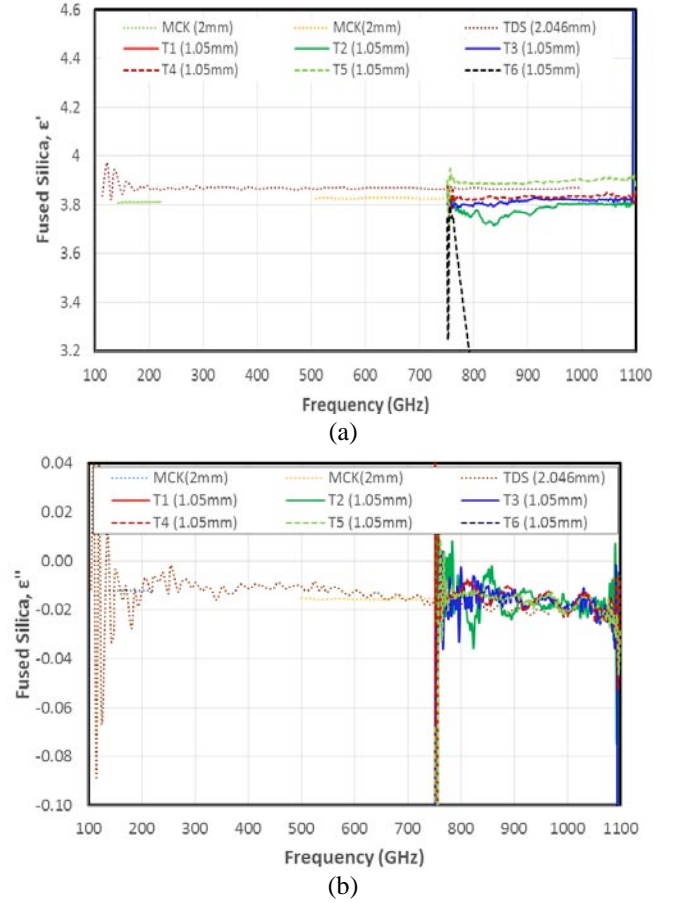 4.6
4.4
4.2
4
3.8
3.6
3.4
3.2
Fused Silica, ε'
MCK (2mm) MCK(2mm) TDS (2.046mm)
T1 (1.05mm) T2 (1.05mm) T3 (1.05mm)
T4 (1.05mm) T5 (1.05mm) T6 (1.05mm)
100 200 300 400 500 600 700 800 900 1000 1100
Frequency (GHz)
(a)
0.04
0.02
0.00
-0.02
-0.04
-0.06
-0.08
-0.10
Fused Silica, ε''
MCK(2mm) MCK(2mm) TDS (2.046mm)
T1 (1.05mm) T2 (1.05mm) T3 (1.05mm)
T4 (1.05mm) T5 (1.05mm) T6 (1.05mm)
100 200 300 400 500 600 700 800 900 1000 1100
Frequency (GHz)
(b)